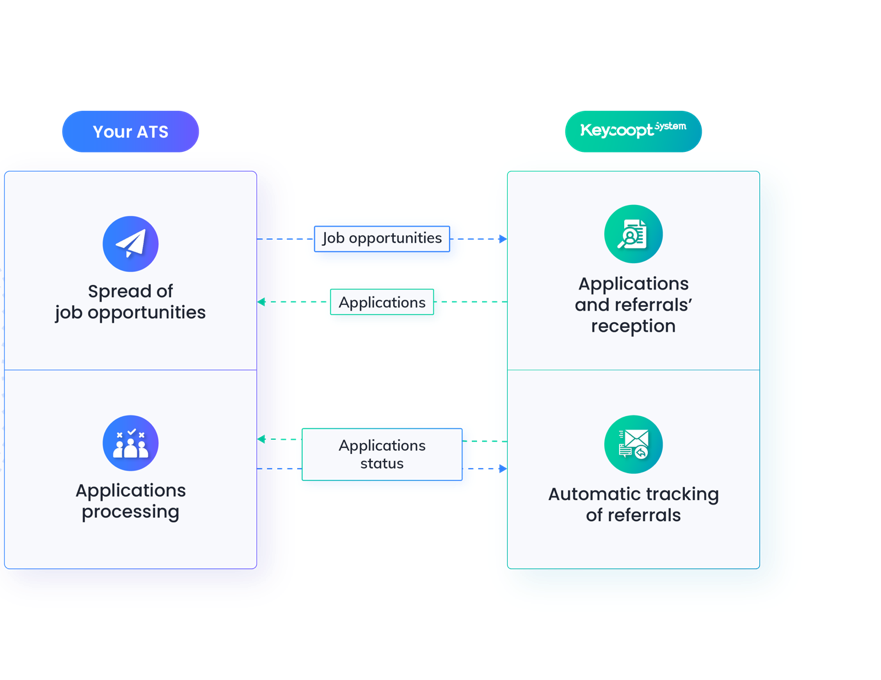 Your ATS
Keycoopt System
Spread of
job opportunities
Job opportunities
Applications
Applications
and referrals’
reception
Applications
processing
Applications
status
Automatic tracking
of referrals